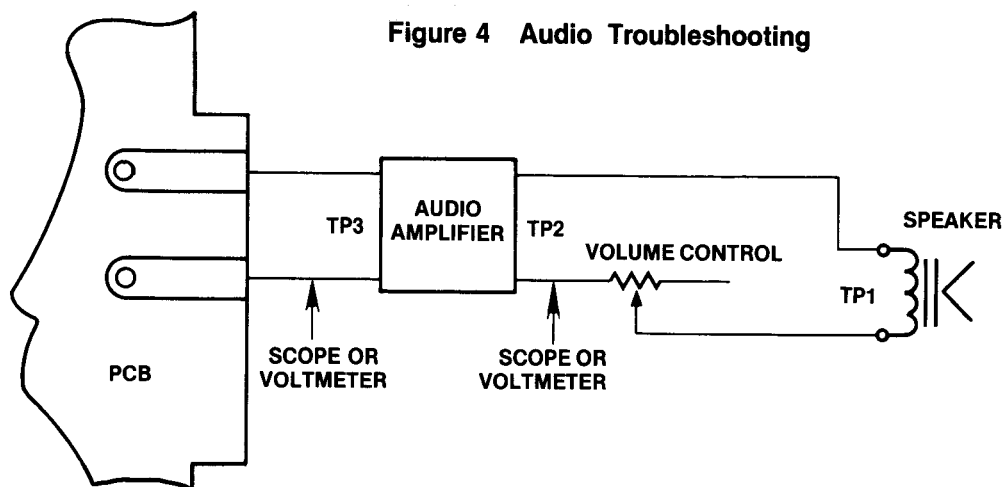 Figure 4 Audio Troubleshooting
AUDIO
AMPLIFIER
TP3
TP2
VOLUME CONTROL
SPEAKER
TP1
SCOPE OR
VOLTMETER
SCOPE OR
VOLTMETER
PCB